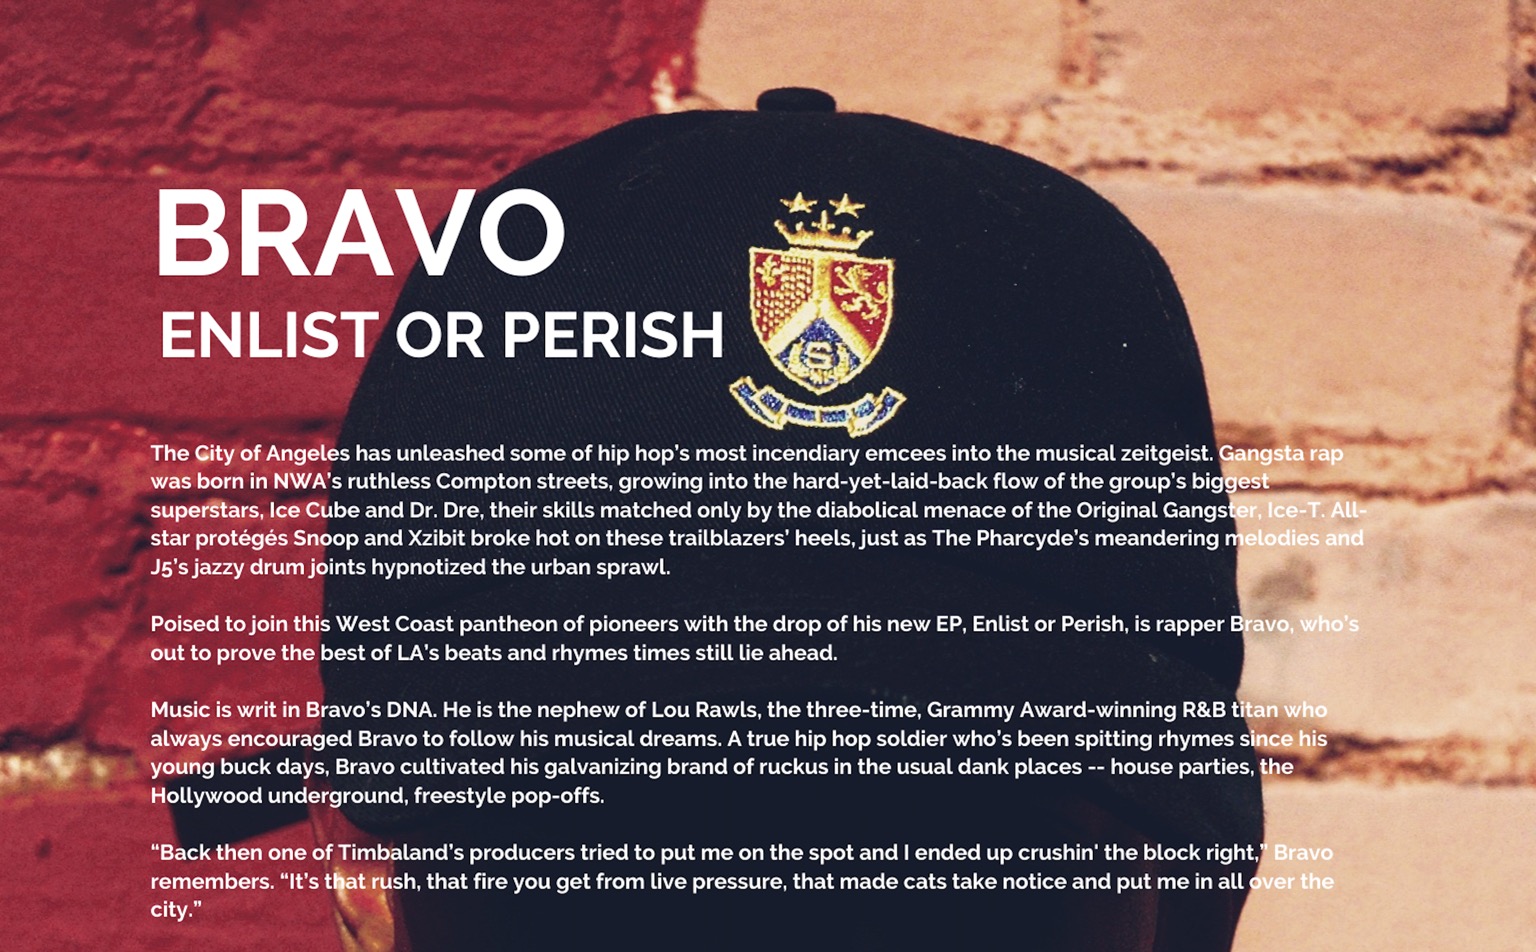 BRAVO
ENLIST OR PERISH
S
The City of Angeles has unleashed some of hip hop’s most incendiary emcees into the musical zeitgeist. Gangsta rap
was born in NWA’s ruthless Compton streets, growing into the hard-yet-laid-back flow of the group’s biggest
superstars, Ice Cube and Dr. Dre, their skills matched only by the diabolical menace of the Original Gangster, Ice-T. All-
star protégés Snoop and Xzibit broke hot on these trailblazers’ heels, just as The Pharcyde’s meandering melodies and
J5’s jazzy drum joints hypnotized the urban sprawl.
Poised to join this West Coast pantheon of pioneers with the drop of his new EP, Enlist or Perish, is rapper Bravo, who’s
out to prove the best of LA’s beats and rhymes times still lie ahead.
Music is writ in Bravo’s DNA. He is the nephew of Lou Rawls, the three-time, Grammy Award-winning R&B titan who
always encouraged Bravo to follow his musical dreams. A true hip hop soldier who’s been spitting rhymes since his
young buck days, Bravo cultivated his galvanizing brand of ruckus in the usual dank places -- house parties, the
Hollywood underground, freestyle pop-offs.
“Back then one of Timbaland’s producers tried to put me on the spot and I ended up crushin' the block right,” Bravo
remembers. “It’s that rush, that fire you get from live pressure, that made cats take notice and put me in all over the
city.”